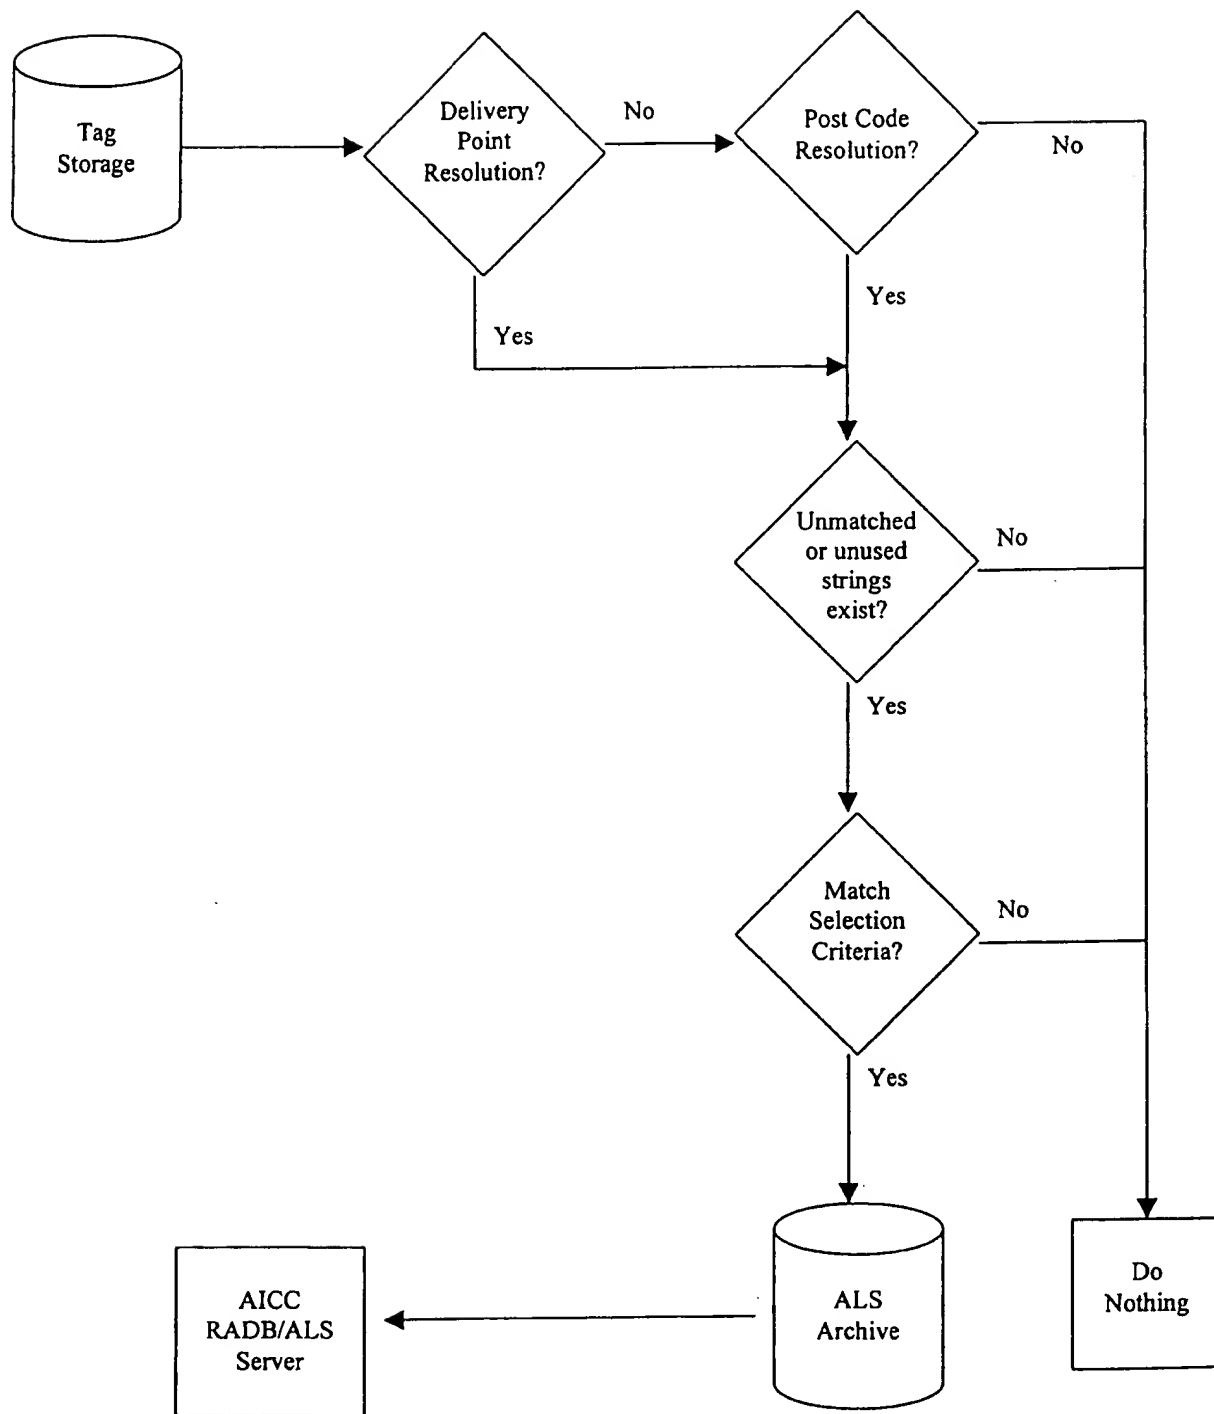 Tag
Storage
Delivery
Point
Resolution?
No
Post Code
Resolution?
No
Yes
Yes
Unmatched
or unused
strings
exist?
No
Yes
Match
Selection
Criteria?
No
Yes
AICC
RADB/ALS
Server
ALS
Archive
Do
Nothing